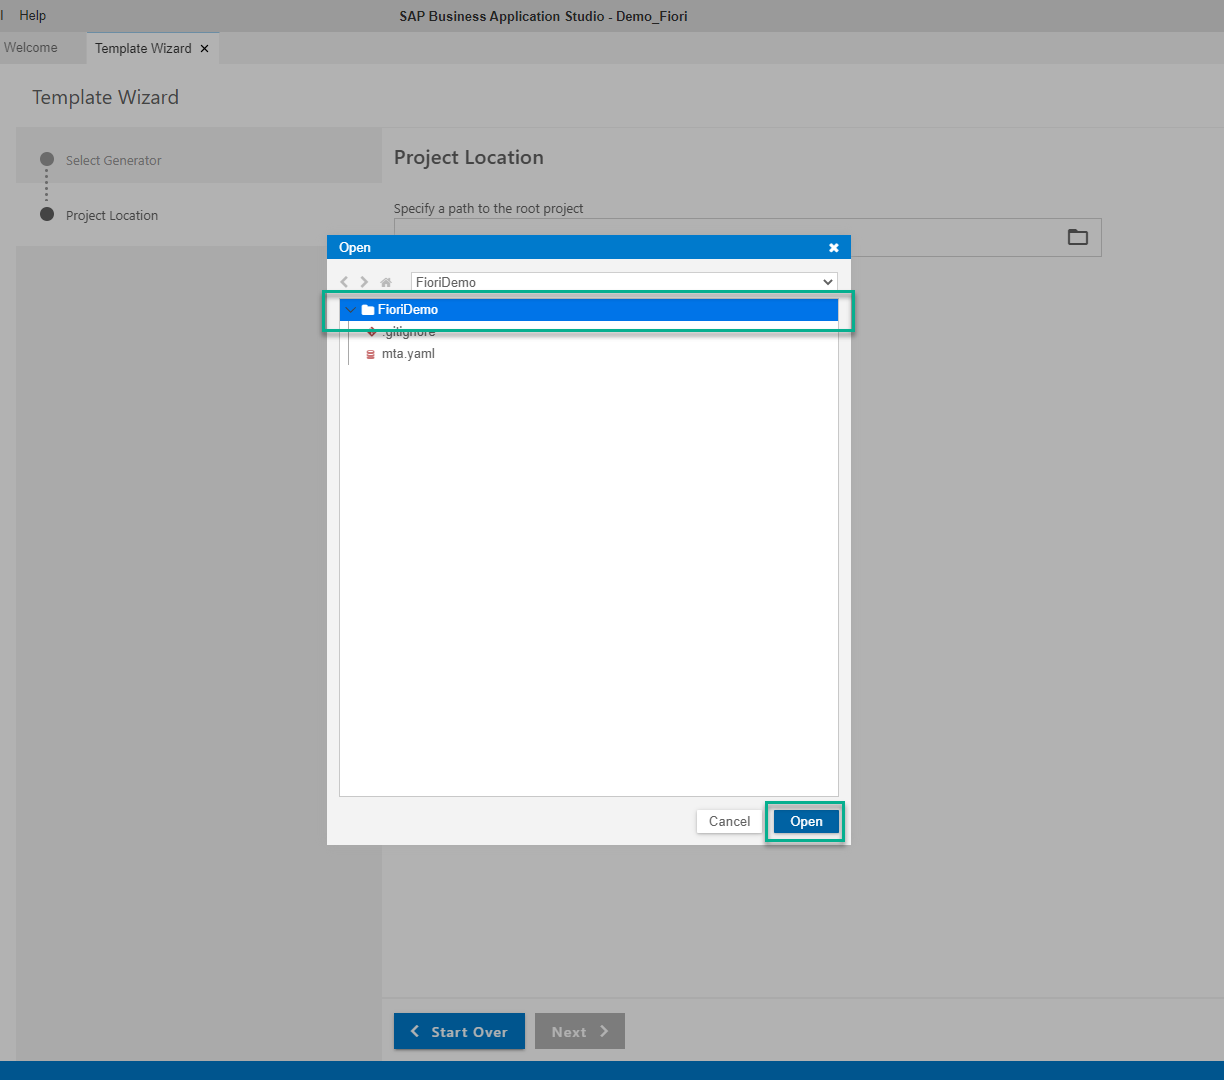 Help
SAP Business Application Studio - Demo_Fiori
Welcome
Template Wizard
Template Wizard
Select Generator
Project Location
Project Location
Specify a path to the root project
Open
FioriDemo
FioriDemo
.gitignore
mta.yaml
Cancel
Open
Start Over
Next